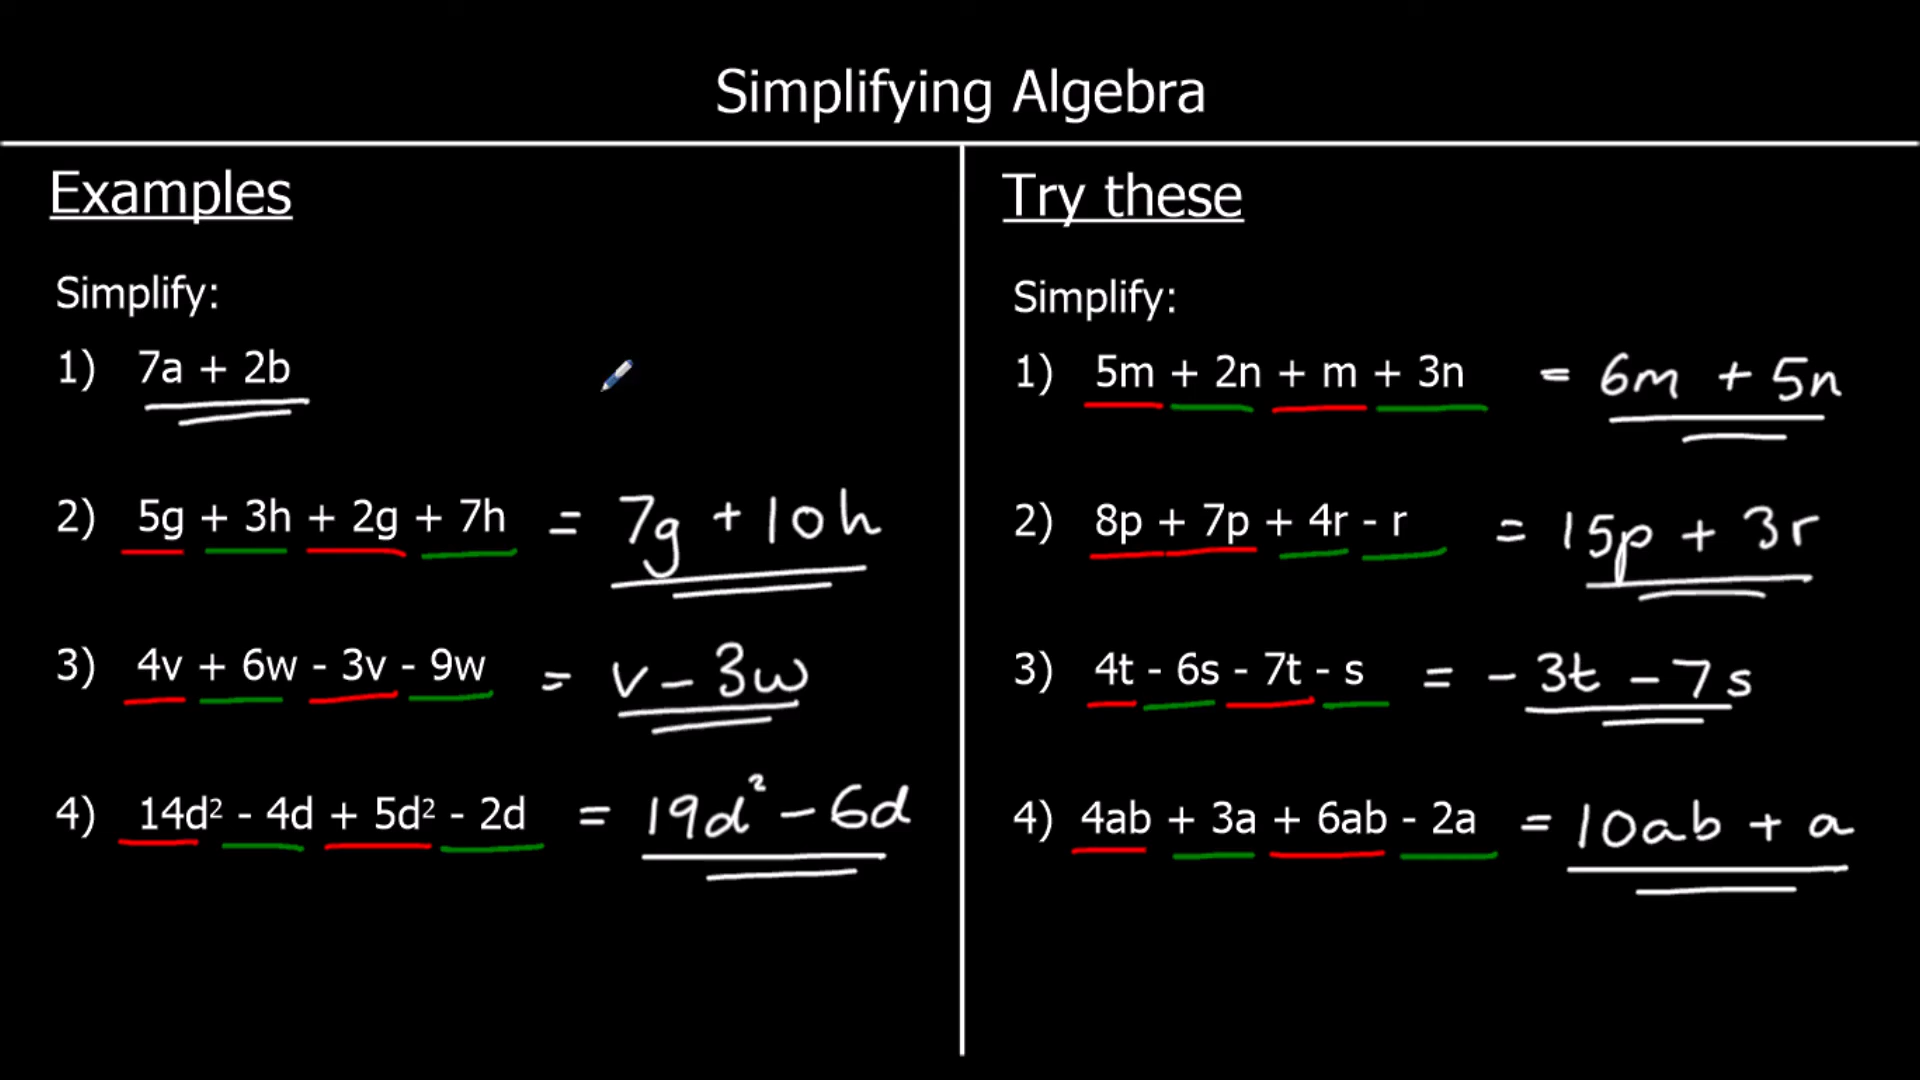 Simplifying Algebra
Examples
Simplify:
1) 7a + 2b
2) 5g + 3h + 2g + 7h = 7g + 10h
3) 4v + 6w - 3v - 9w = v - 3w
4) 14d² - 4d + 5d² - 2d = 19d² - 6d
Try these
Simplify:
1) 5m + 2n + m + 3n = 6m + 5n
2) 8p + 7p + 4r - r = 15p + 3r
3) 4t - 6s - 7t - s = - 3t - 7s
4) 4ab + 3a + 6ab - 2a = 10ab + a